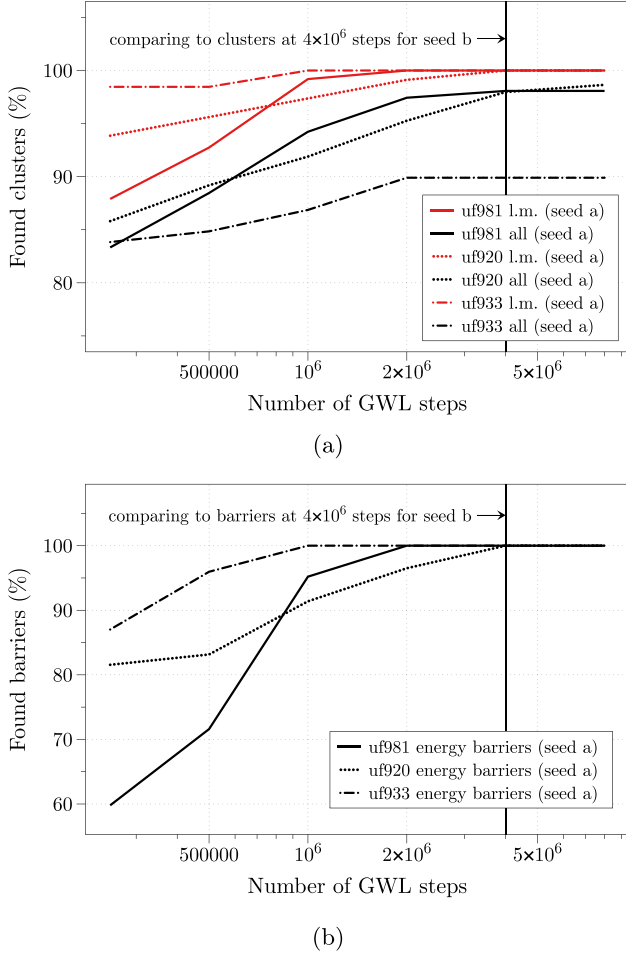 comparing to clusters at 4×10⁶ steps for seed b
100
90
80
Found clusters (%)
uf981 l.m. (seed a)
uf981 all (seed a)
uf920 l.m. (seed a)
uf920 all (seed a)
uf933 l.m. (seed a)
uf933 all (seed a)
500000 10⁶ 2×10⁶ 5×10⁶
Number of GWL steps
(a)
comparing to barriers at 4×10⁶ steps for seed b
100
90
80
70
60
Found barriers (%)
uf981 energy barriers (seed a)
uf920 energy barriers (seed a)
uf933 energy barriers (seed a)
500000 10⁶ 2×10⁶ 5×10⁶
Number of GWL steps
(b)